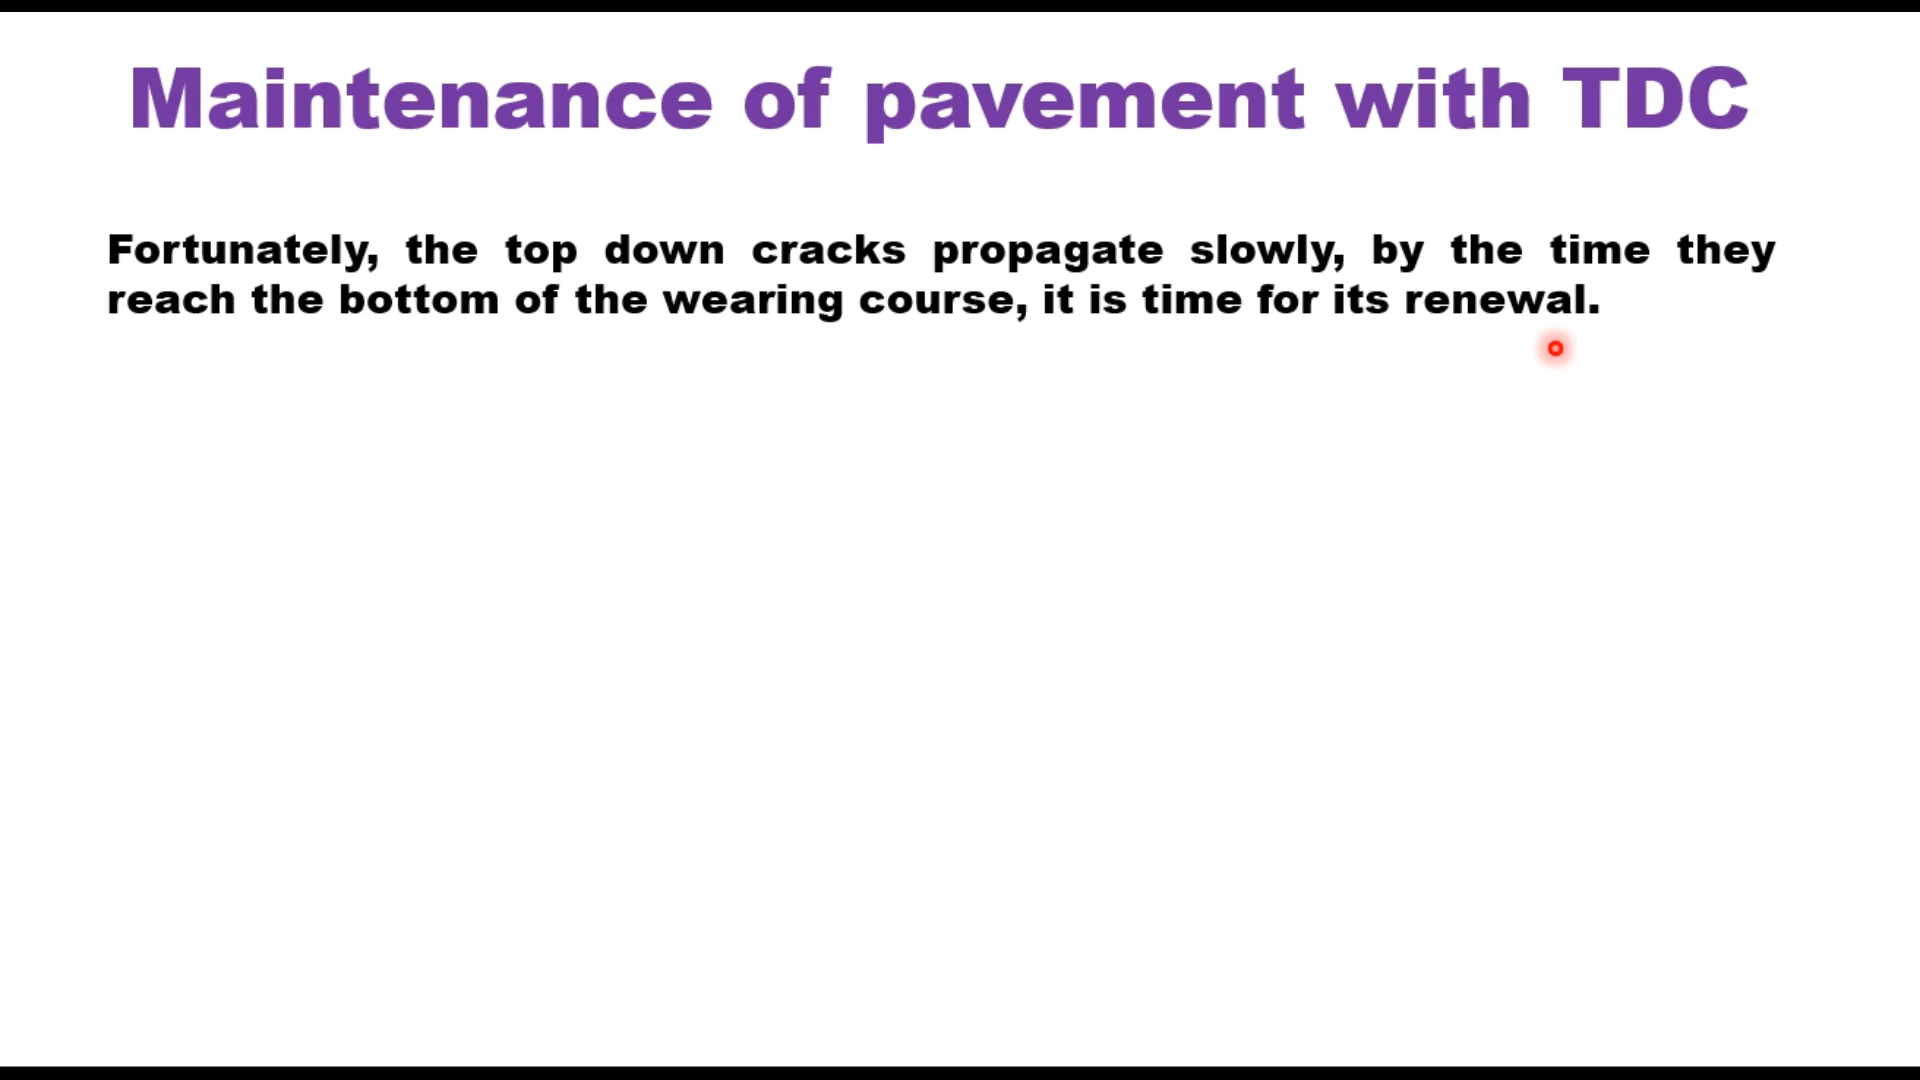 Maintenance of pavement with TDC
Fortunately, the top down cracks propagate slowly, by the time they
reach the bottom of the wearing course, it is time for its renewal.